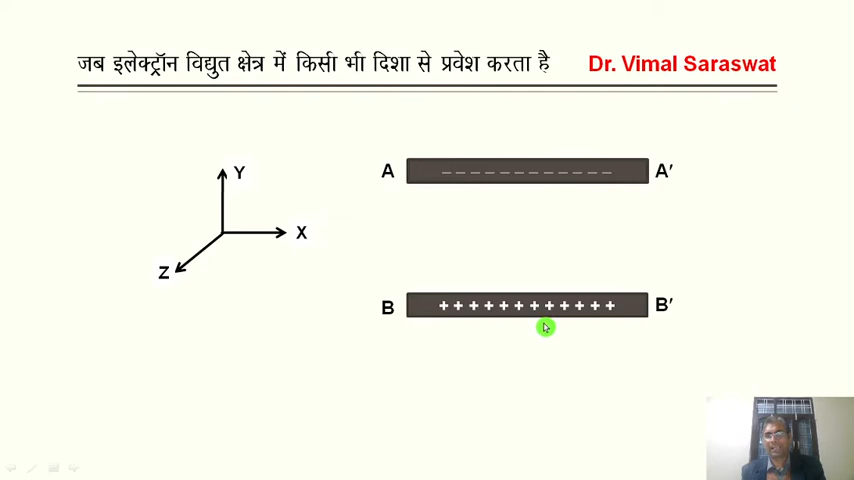 जब इलेक्ट्रॉन विद्युत क्षेत्र में किसी भी दिशा से प्रवेश करता है Dr. Vimal Saraswat
Y
A − − − − − − − − − − − − A′
X
Z
B + + + + + + + + + + + + B′